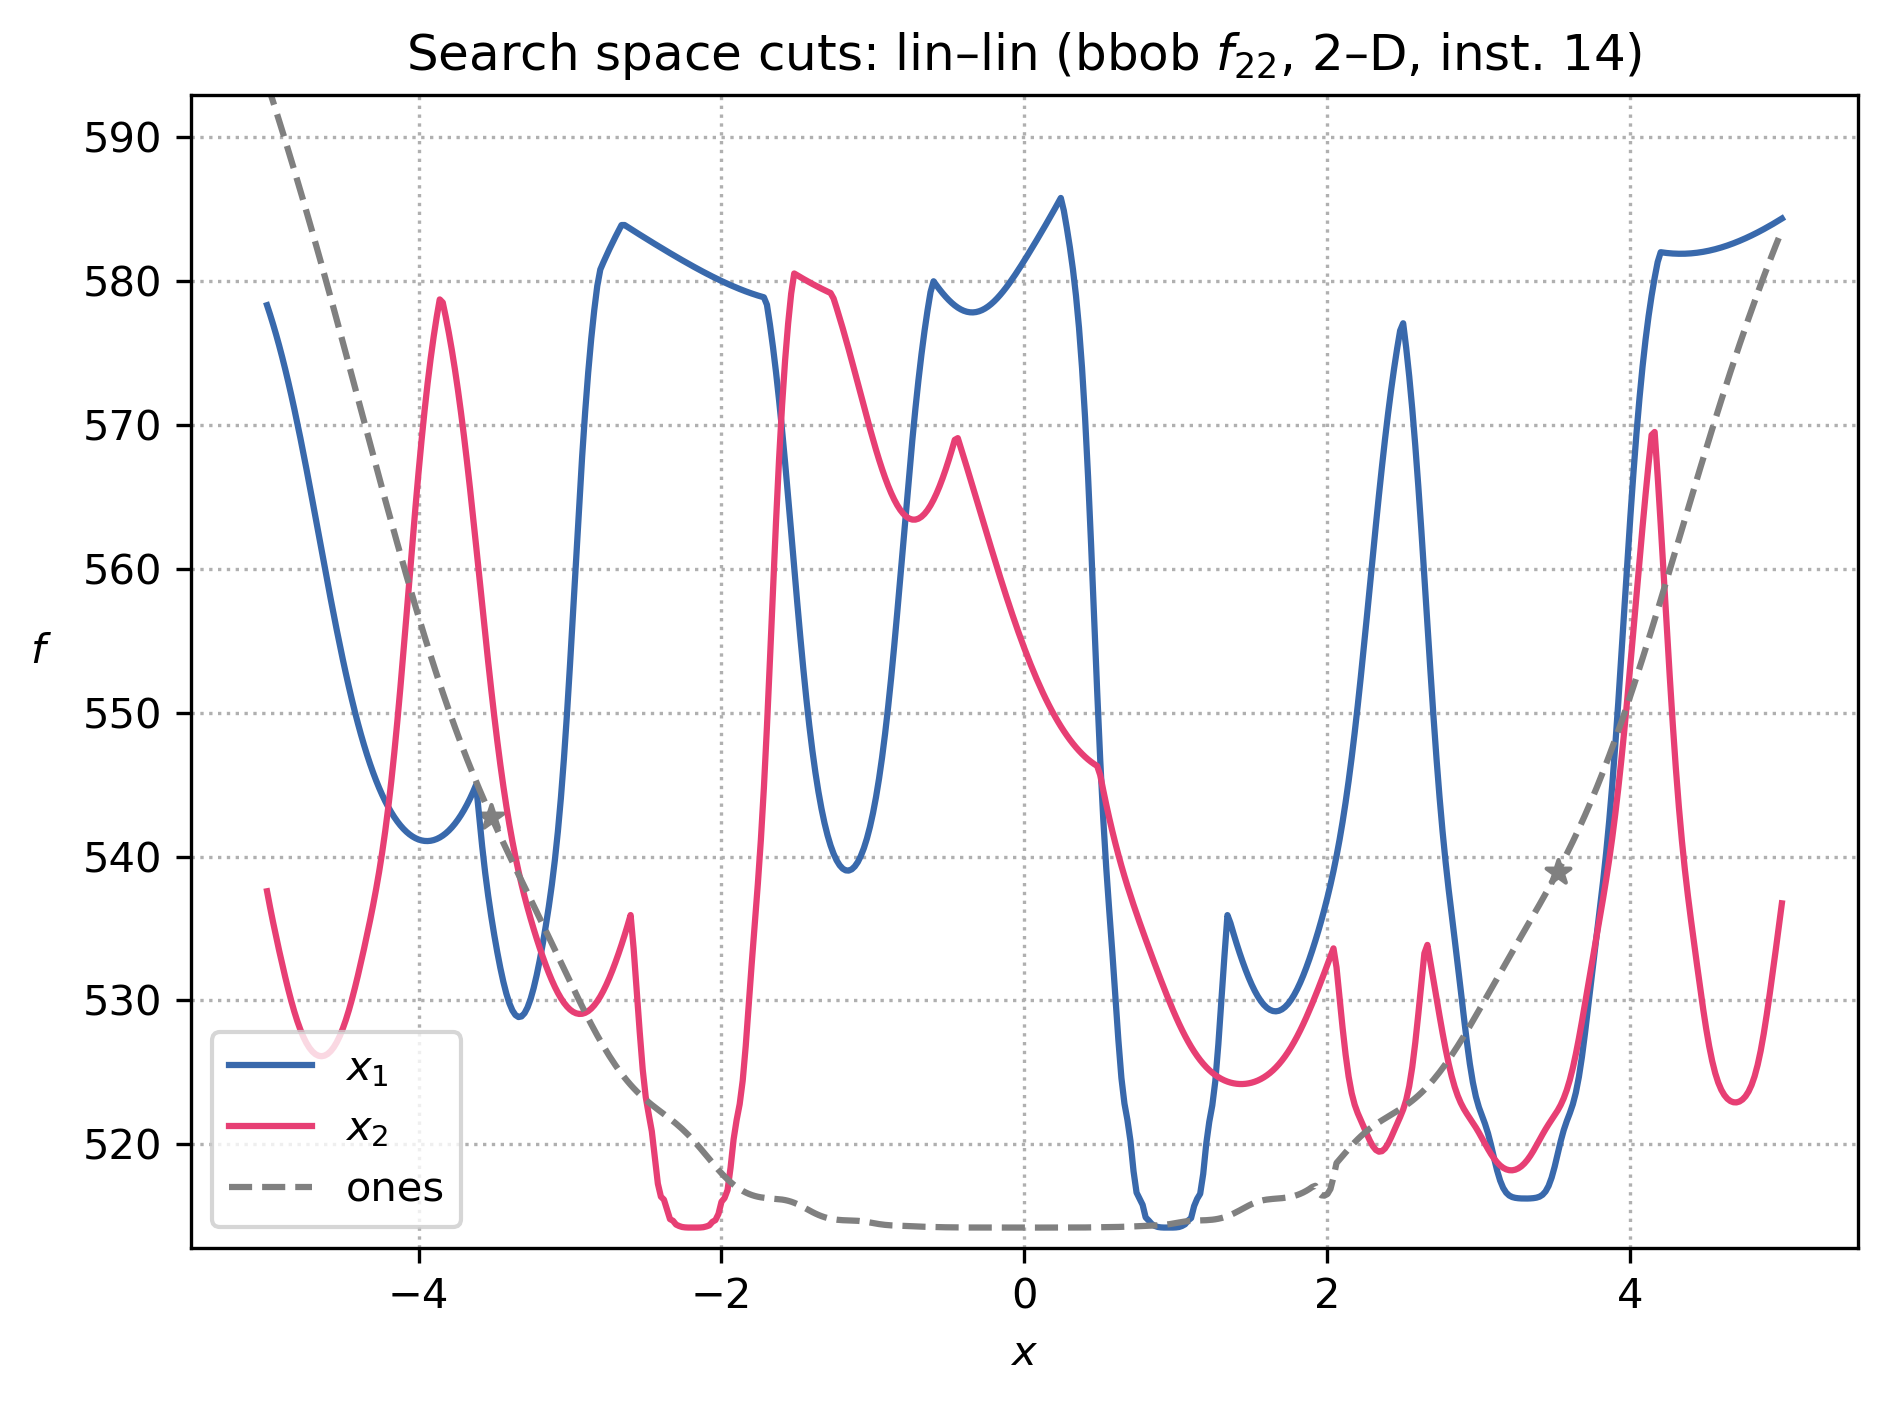 Search space cuts: lin–lin (bbob f₂₂, 2–D, inst. 14)
590
580
570
560
550
540
530
520
f
x₁
x₂
ones
−4
−2
0
2
4
x